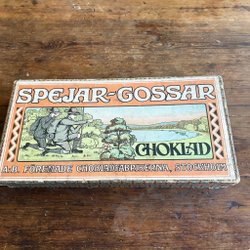 SPEJAR-GOSSAR
CHOKLAD
A.B. FÖRENADE CHOKLADFABRIKERNA, STOCKHOLM